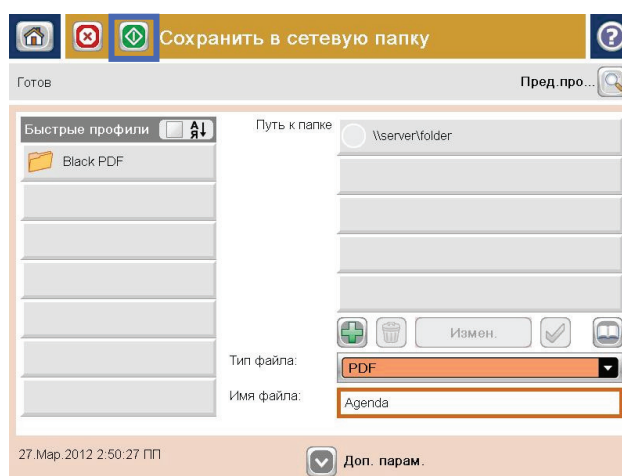 Сохранить в сетевую папку
Готов
Пред.про...
Быстрые профили
АЯ
Путь к папке
\\server\folder
Black PDF
Измен.
Тип файла:
PDF
Имя файла:
Agenda
27.Мар.2012 2:50:27 ПП
Доп. парам.